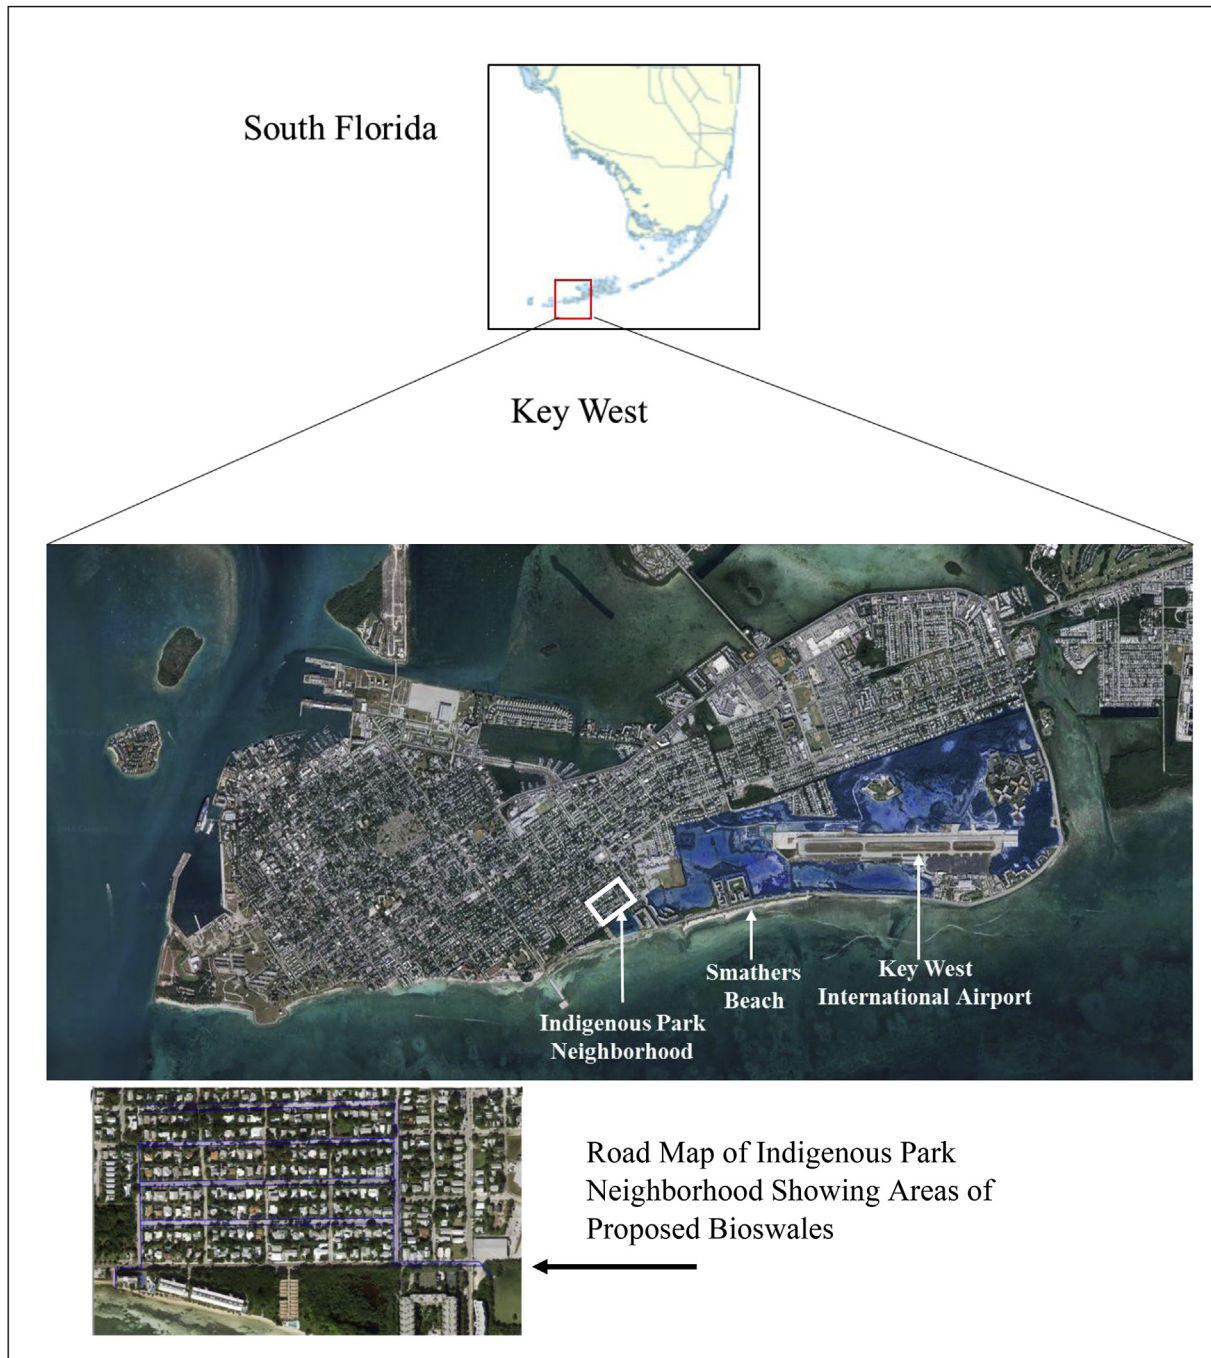 South Florida
Key West
Smathers
Beach
Key West
International Airport
Indigenous Park
Neighborhood
Road Map of Indigenous Park
Neighborhood Showing Areas of
Proposed Bioswales